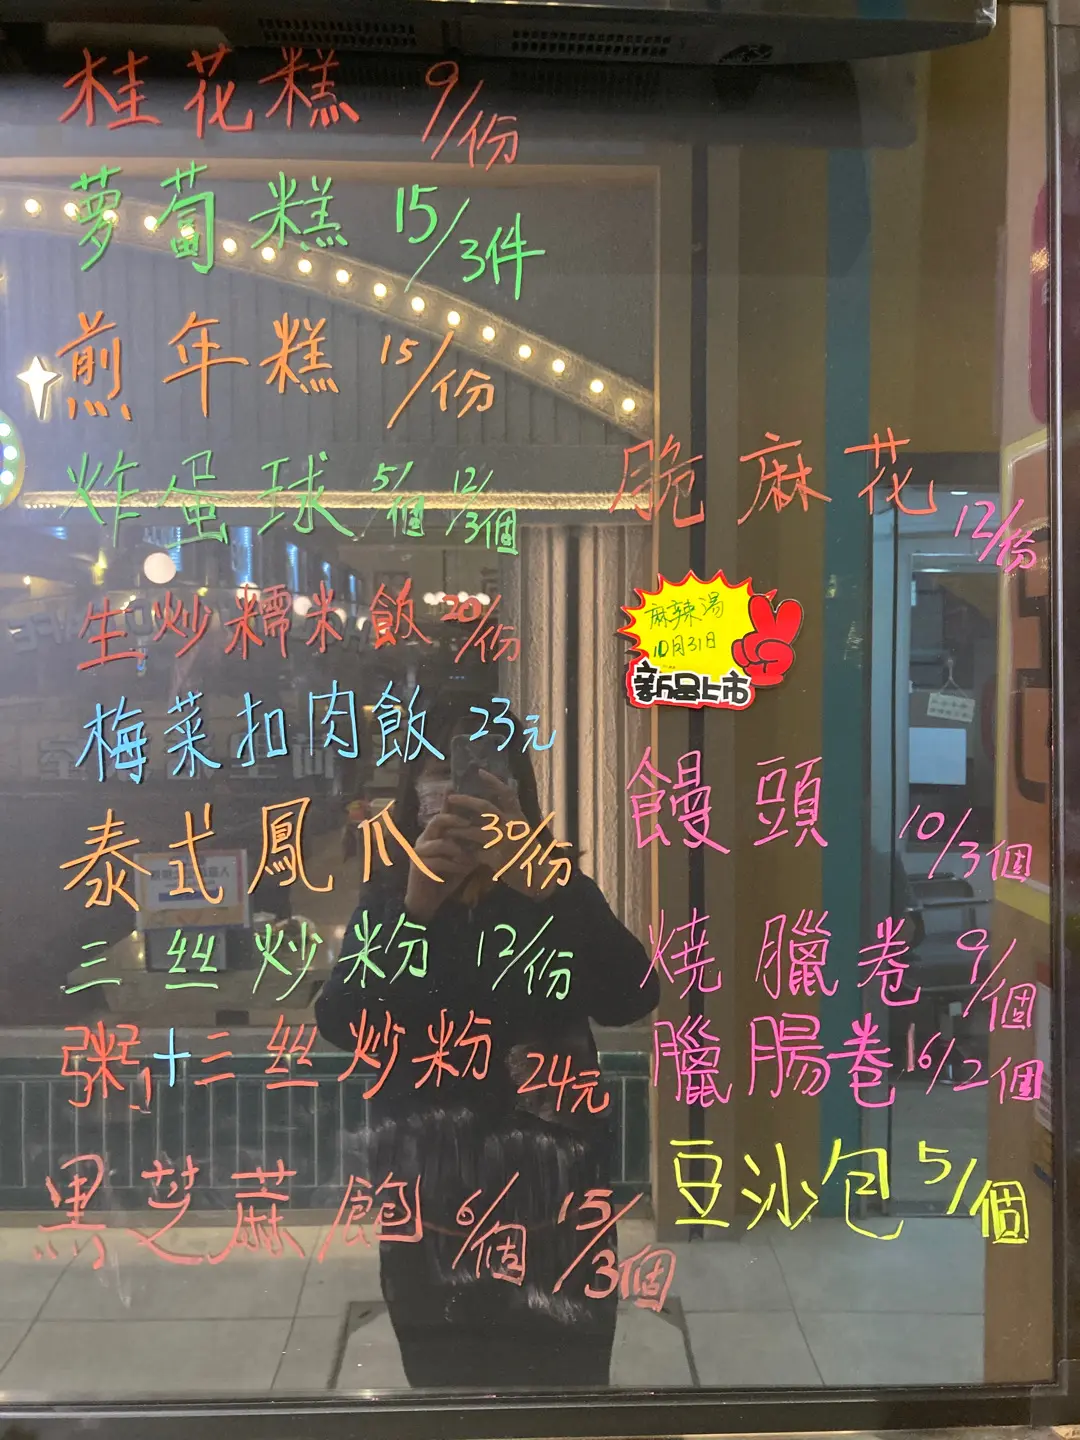 桂花糕 9/份
萝蔔糕 15/3件
煎年糕 15/份
炸蛋球 5/個 12/3個
生炒糯米飯 20/份
梅菜扣肉飯 23元
泰式鳳爪 30/份
三丝炒粉 12/份
粥+三丝炒粉 24元
黑芝蔴飽 6/個 15/3個
脆麻花 12/份
麻辣湯
10月31日
新品上市
饅頭 10/3個
燒臘卷 9/個
臘腸卷 16/2個
豆沙包 5/個